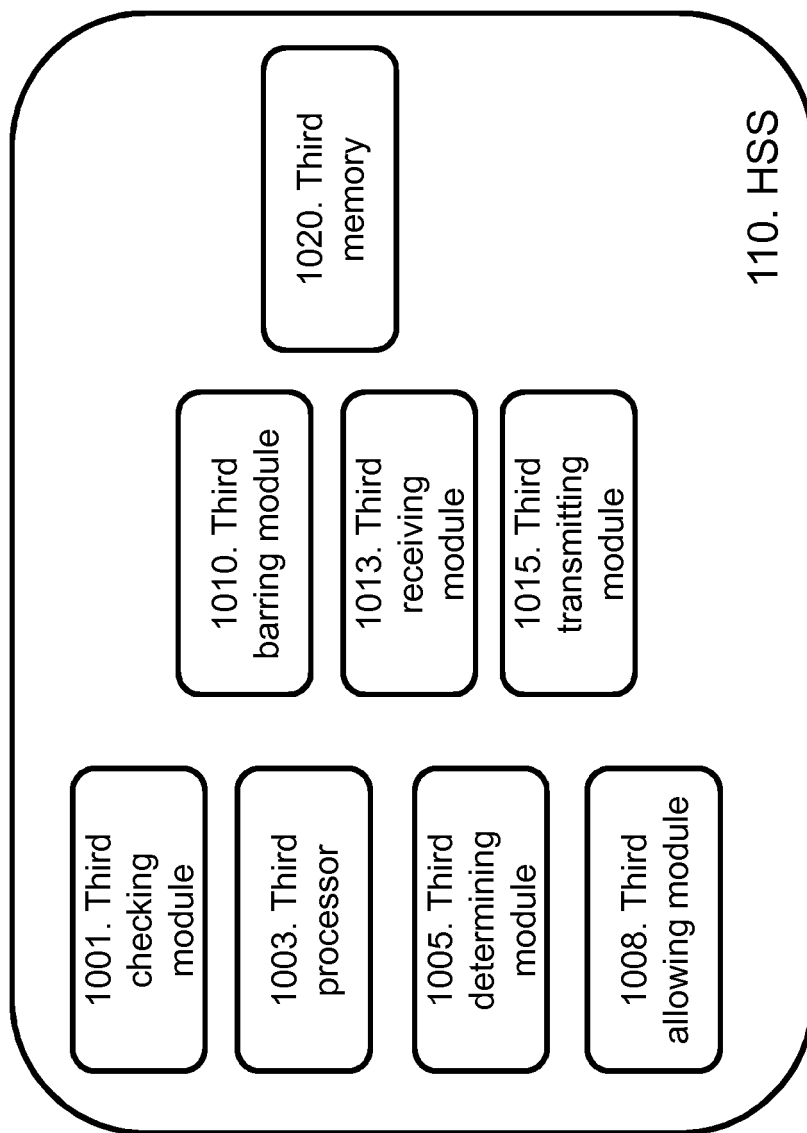 1001. Third
checking
module
1003. Third
processor
1005. Third
determining
module
1008. Third
allowing module
1010. Third
barring module
1013. Third
receiving
module
1015. Third
transmitting
module
1020. Third
memory
110. HSS